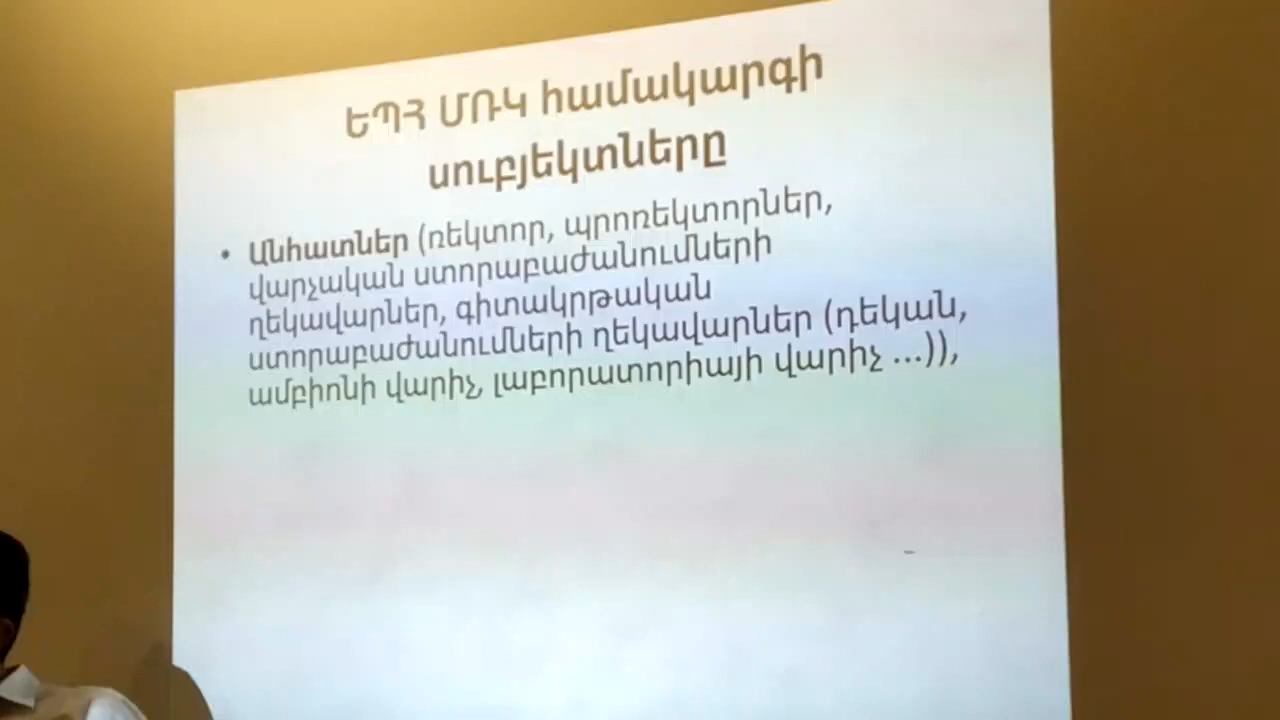 ԵՊՀ ՄՌԿ համակարգի
սուբյեկտները
• Անհատներ (ռեկտոր, պրոռեկտորներ,
վարչական ստորաբաժանումների
ղեկավարներ, գիտակրթական
ստորաբաժանումների ղեկավարներ (դեկան,
ամբիոնի վարիչ, լաբորատորիայի վարիչ ...)),